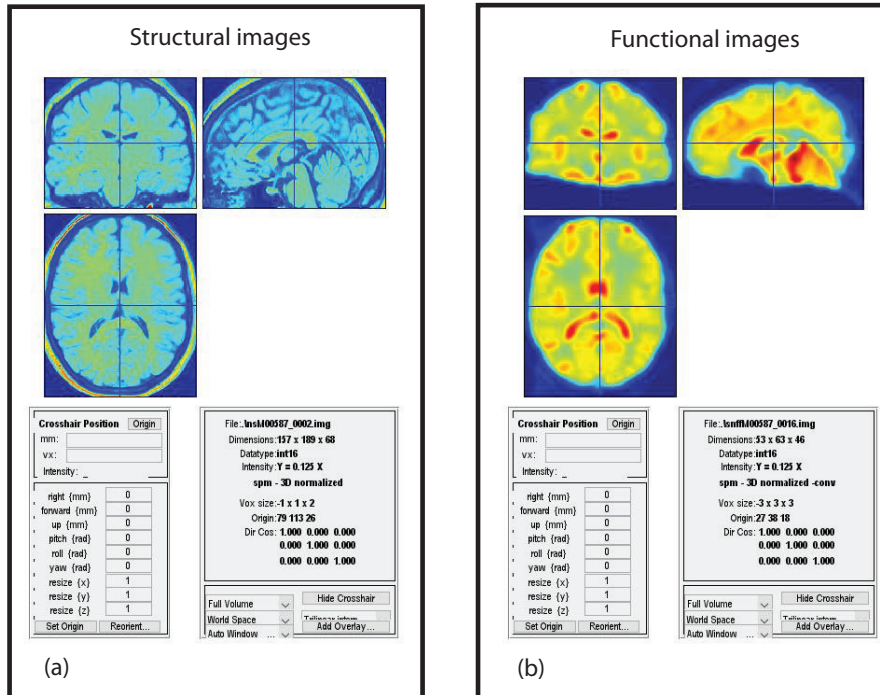 Structural images
Crosshair Position Origin
mm:
vx:
Intensity:
right {mm} 0
forward {mm} 0
up {mm} 0
pitch {rad} 0
roll {rad} 0
yaw {rad} 0
resize {x} 1
resize {y} 1
resize {z} 1
Set Origin Reorient...
File:.\nsM00587_0002.img
Dimensions:157 x 189 x 68
Datatype:int16
Intensity:Y = 0.125 X
spm - 3D normalized
Vox size:-1 x 1 x 2
Origin:79 113 26
Dir Cos: 1.000 0.000 0.000
0.000 1.000 0.000
0.000 0.000 1.000
Full Volume Hide Crosshair
World Space
Auto Window ... Add Overlay...
(a)
Functional images
Crosshair Position Origin
mm:
vx:
Intensity:
right {mm} 0
forward {mm} 0
up {mm} 0
pitch {rad} 0
roll {rad} 0
yaw {rad} 0
resize {x} 1
resize {y} 1
resize {z} 1
Set Origin Reorient...
File:.\snffM00587_0016.img
Dimensions:53 x 63 x 46
Datatype:int16
Intensity:Y = 0.125 X
spm - 3D normalized -conv
Vox size:-3 x 3 x 3
Origin:27 38 18
Dir Cos: 1.000 0.000 0.000
0.000 1.000 0.000
0.000 0.000 1.000
Full Volume Hide Crosshair
World Space
Auto Window ... Add Overlay...
(b)